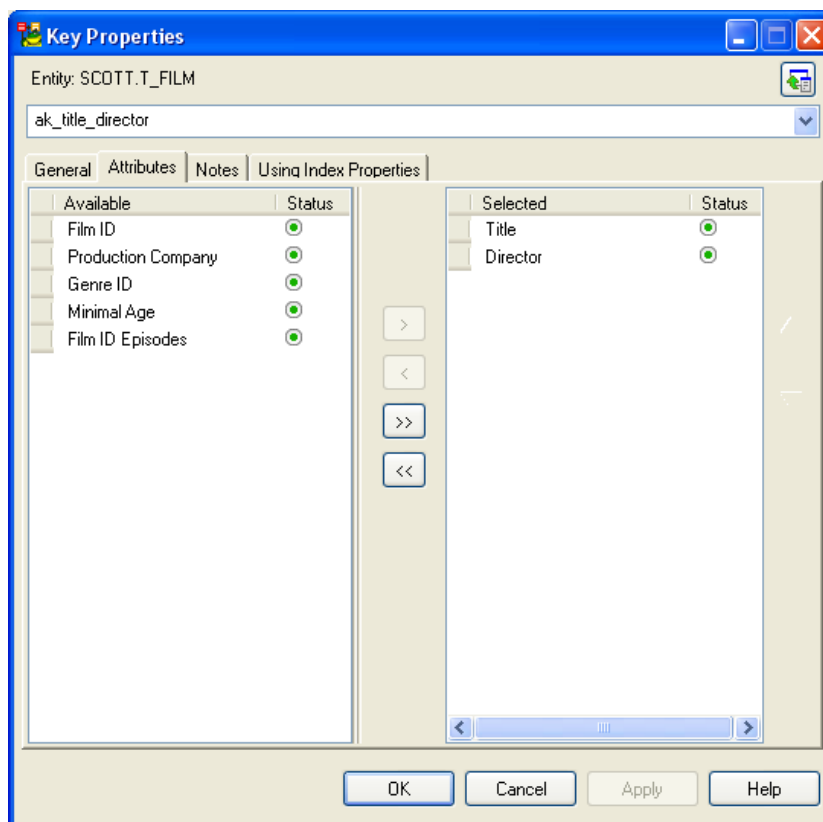 Key Properties
Entity: SCOTT.T_FILM
ak_title_director
General Attributes Notes Using Index Properties
Available Status
Film ID
Production Company
Genre ID
Minimal Age
Film ID Episodes
>
<
>>
<<
Selected Status
Title
Director
OK Cancel Apply Help